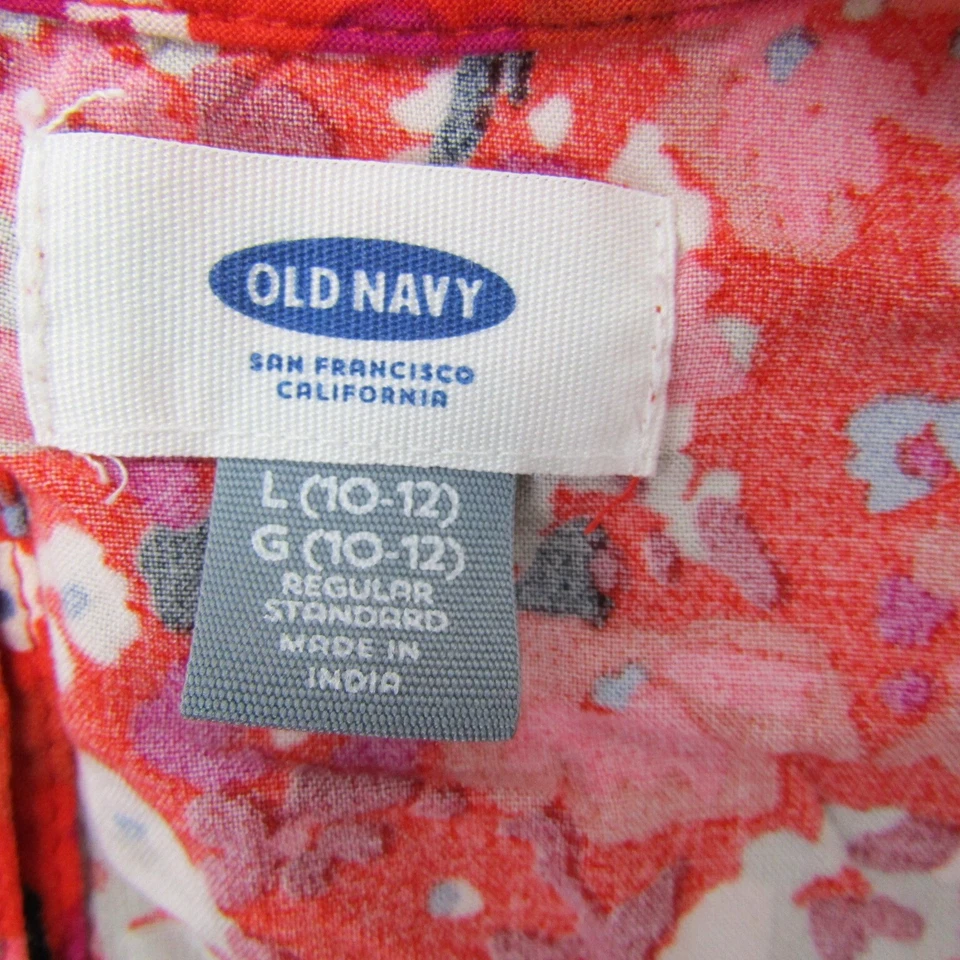 OLD NAVY
SAN FRANCISCO
CALIFORNIA
L (10-12)
G (10-12)
REGULAR
STANDARD
MADE IN
INDIA